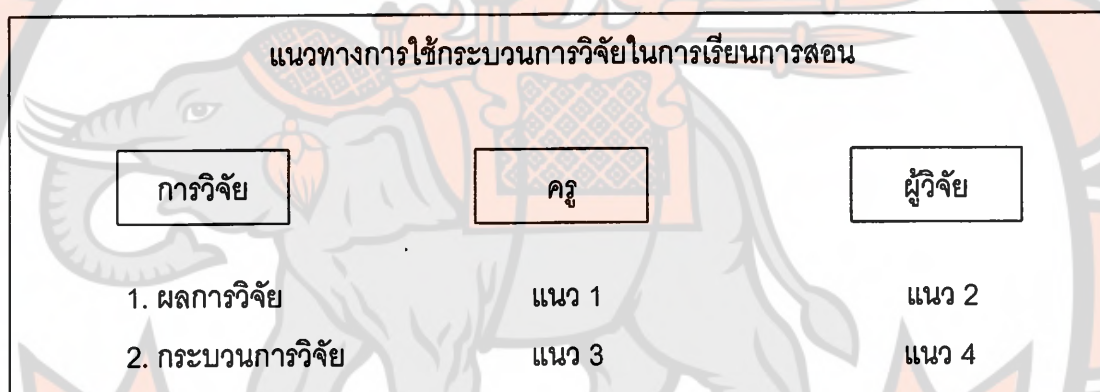 แนวทางการใช้กระบวนการวิจัยในการเรียนการสอน
การวิจัย ครู ผู้วิจัย
1. ผลการวิจัย แนว 1 แนว 2
2. กระบวนการวิจัย แนว 3 แนว 4